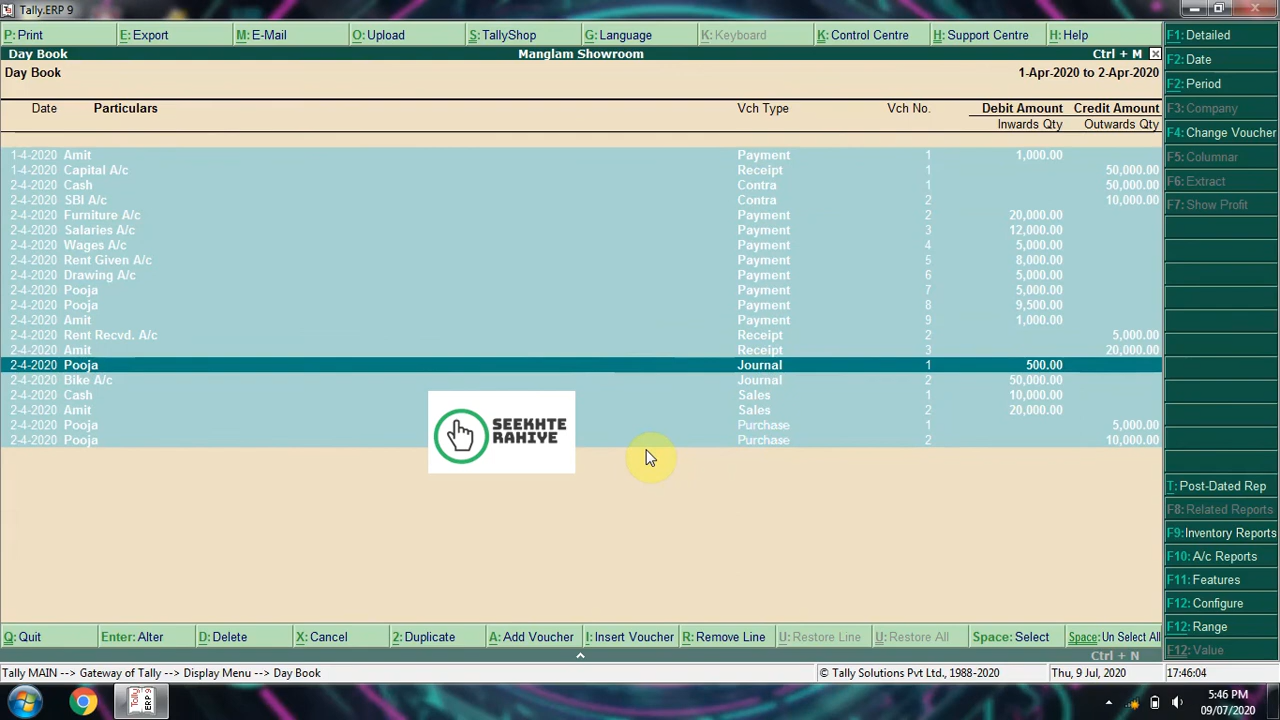 Tally.ERP 9
P: Print E: Export M: E-Mail O: Upload S: TallyShop G: Language K: Keyboard K: Control Centre H: Support Centre H: Help
Day Book Manglam Showroom Ctrl + M
Day Book 1-Apr-2020 to 2-Apr-2020
Date Particulars Vch Type Vch No. Debit Amount Credit Amount
Inwards Qty Outwards Qty
1-4-2020 Amit Payment 1 1,000.00
1-4-2020 Capital A/c Receipt 1 50,000.00
2-4-2020 Cash Contra 1 50,000.00
2-4-2020 SBI A/c Contra 2 10,000.00
2-4-2020 Furniture A/c Payment 2 20,000.00
2-4-2020 Salaries A/c Payment 3 12,000.00
2-4-2020 Wages A/c Payment 4 5,000.00
2-4-2020 Rent Given A/c Payment 5 8,000.00
2-4-2020 Drawing A/c Payment 6 5,000.00
2-4-2020 Pooja Payment 7 5,000.00
2-4-2020 Pooja Payment 8 9,500.00
2-4-2020 Amit Payment 9 1,000.00
2-4-2020 Rent Recvd. A/c Receipt 2 5,000.00
2-4-2020 Amit Receipt 3 20,000.00
2-4-2020 Pooja Journal 1 500.00
2-4-2020 Bike A/c Journal 2 50,000.00
2-4-2020 Cash Sales 1 10,000.00
2-4-2020 Amit Sales 2 20,000.00
2-4-2020 Pooja Purchase 1 5,000.00
2-4-2020 Pooja Purchase 2 10,000.00
SEEKHTE
RAHIYE
F1: Detailed
F2: Date
F2: Period
F3: Company
F4: Change Voucher
F5: Columnar
F6: Extract
F7: Show Profit
T: Post-Dated Rep
F8: Related Reports
F9: Inventory Reports
F10: A/c Reports
F11: Features
F12: Configure
F12: Range
F12: Value
Q: Quit Enter: Alter D: Delete X: Cancel 2: Duplicate A: Add Voucher I: Insert Voucher R: Remove Line U: Restore Line U: Restore All Space: Select Space: Un Select All
Ctrl + N
Tally MAIN --> Gateway of Tally --> Display Menu --> Day Book © Tally Solutions Pvt Ltd., 1988-2020 Thu, 9 Jul, 2020 17:46:04
Tally
ERP 9
5:46 PM
09/07/2020